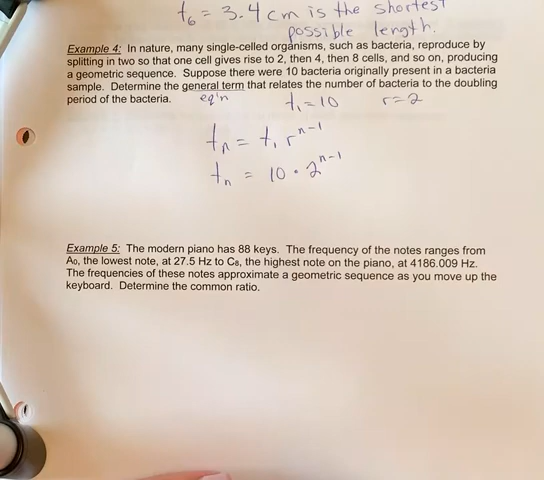 t₆ = 3.4 cm is the shortest
possible length.
Example 4: In nature, many single-celled organisms, such as bacteria, reproduce by
splitting in two so that one cell gives rise to 2, then 4, then 8 cells, and so on, producing
a geometric sequence. Suppose there were 10 bacteria originally present in a bacteria
sample. Determine the general term that relates the number of bacteria to the doubling
period of the bacteria. eq'n t₁ = 10 r = 2
tₙ = t₁ rⁿ⁻¹
tₙ = 10 · 2ⁿ⁻¹
Example 5: The modern piano has 88 keys. The frequency of the notes ranges from
A₀, the lowest note, at 27.5 Hz to C₈, the highest note on the piano, at 4186.009 Hz.
The frequencies of these notes approximate a geometric sequence as you move up the
keyboard. Determine the common ratio.